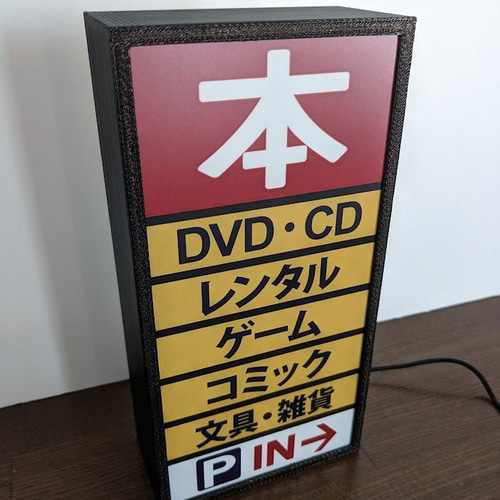 本
DVD・CD
レンタル
ゲーム
コミック
文具・雑貨
P IN→